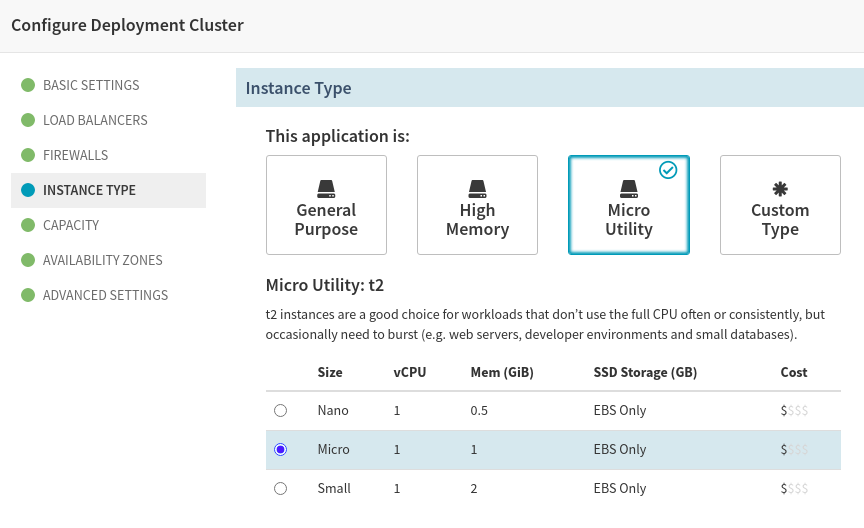 Configure Deployment Cluster
BASIC SETTINGS
LOAD BALANCERS
FIREWALLS
INSTANCE TYPE
CAPACITY
AVAILABILITY ZONES
ADVANCED SETTINGS
Instance Type
This application is:
General
Purpose
High
Memory
Micro
Utility
Custom
Type
Micro Utility: t2
t2 instances are a good choice for workloads that don't use the full CPU often or consistently, but
occasionally need to burst (e.g. web servers, developer environments and small databases).
Size vCPU Mem (GiB) SSD Storage (GB) Cost
Nano 1 0.5 EBS Only $$$$
Micro 1 1 EBS Only $$$$
Small 1 2 EBS Only $$$$